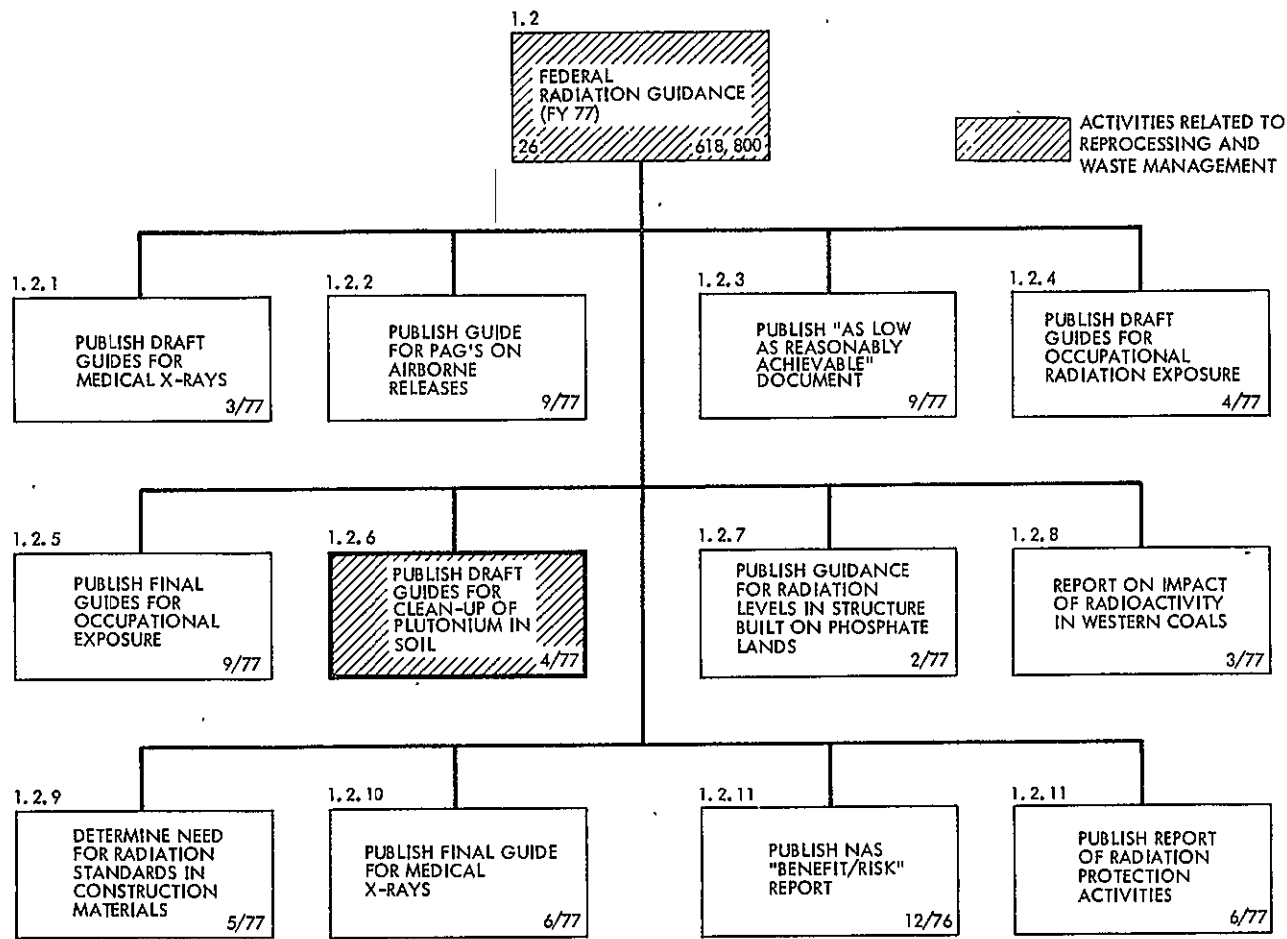 1.2
FEDERAL
RADIATION GUIDANCE
(FY 77)
26 618,800
ACTIVITIES RELATED TO
REPROCESSING AND
WASTE MANAGEMENT
1.2.1
PUBLISH DRAFT
GUIDES FOR
MEDICAL X-RAYS
3/77
1.2.2
PUBLISH GUIDE
FOR PAG'S ON
AIRBORNE
RELEASES
9/77
1.2.3
PUBLISH "AS LOW
AS REASONABLY
ACHIEVABLE"
DOCUMENT
9/77
1.2.4
PUBLISH DRAFT
GUIDES FOR
OCCUPATIONAL
RADIATION EXPOSURE
4/77
1.2.5
PUBLISH FINAL
GUIDES FOR
OCCUPATIONAL
EXPOSURE
9/77
1.2.6
PUBLISH DRAFT
GUIDES FOR
CLEAN-UP OF
PLUTONIUM IN
SOIL
4/77
1.2.7
PUBLISH GUIDANCE
FOR RADIATION
LEVELS IN STRUCTURE
BUILT ON PHOSPHATE
LANDS
2/77
1.2.8
REPORT ON IMPACT
OF RADIOACTIVITY
IN WESTERN COALS
3/77
1.2.9
DETERMINE NEED
FOR RADIATION
STANDARDS IN
CONSTRUCTION
MATERIALS
5/77
1.2.10
PUBLISH FINAL GUIDE
FOR MEDICAL
X-RAYS
6/77
1.2.11
PUBLISH NAS
"BENEFIT/RISK"
REPORT
12/76
1.2.11
PUBLISH REPORT
OF RADIATION
PROTECTION
ACTIVITIES
6/77